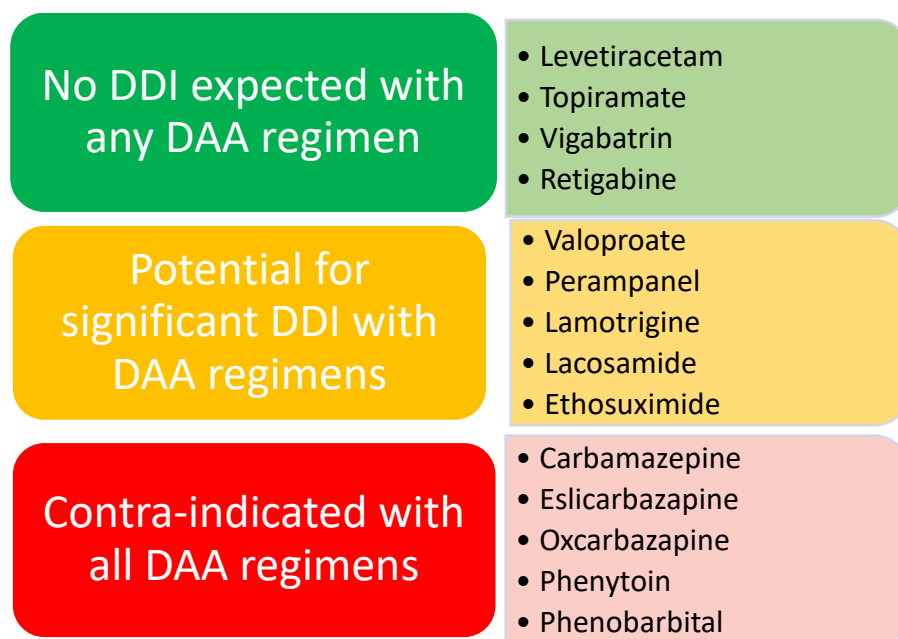 No DDI expected with
any DAA regimen
• Levetiracetam
• Topiramate
• Vigabatrin
• Retigabine
Potential for
significant DDI with
DAA regimens
• Valoproate
• Perampanel
• Lamotrigine
• Lacosamide
• Ethosuximide
Contra-indicated with
all DAA regimens
• Carbamazepine
• Eslicarbazapine
• Oxcarbazapine
• Phenytoin
• Phenobarbital